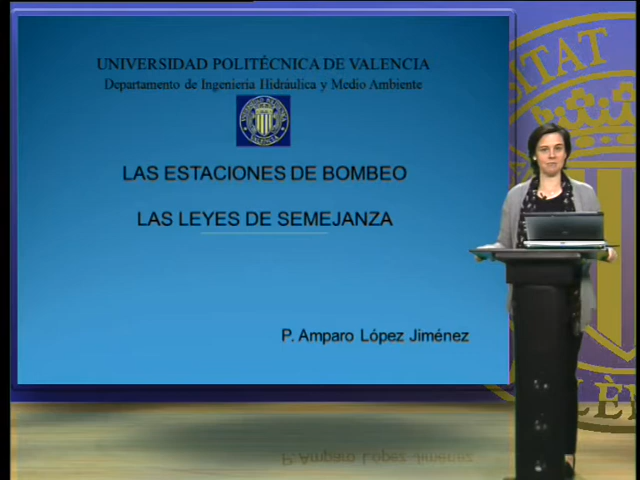 UNIVERSIDAD POLITÉCNICA DE VALENCIA
Departamento de Ingeniería Hidráulica y Medio Ambiente
LAS ESTACIONES DE BOMBEO
LAS LEYES DE SEMEJANZA
P. Amparo López Jiménez